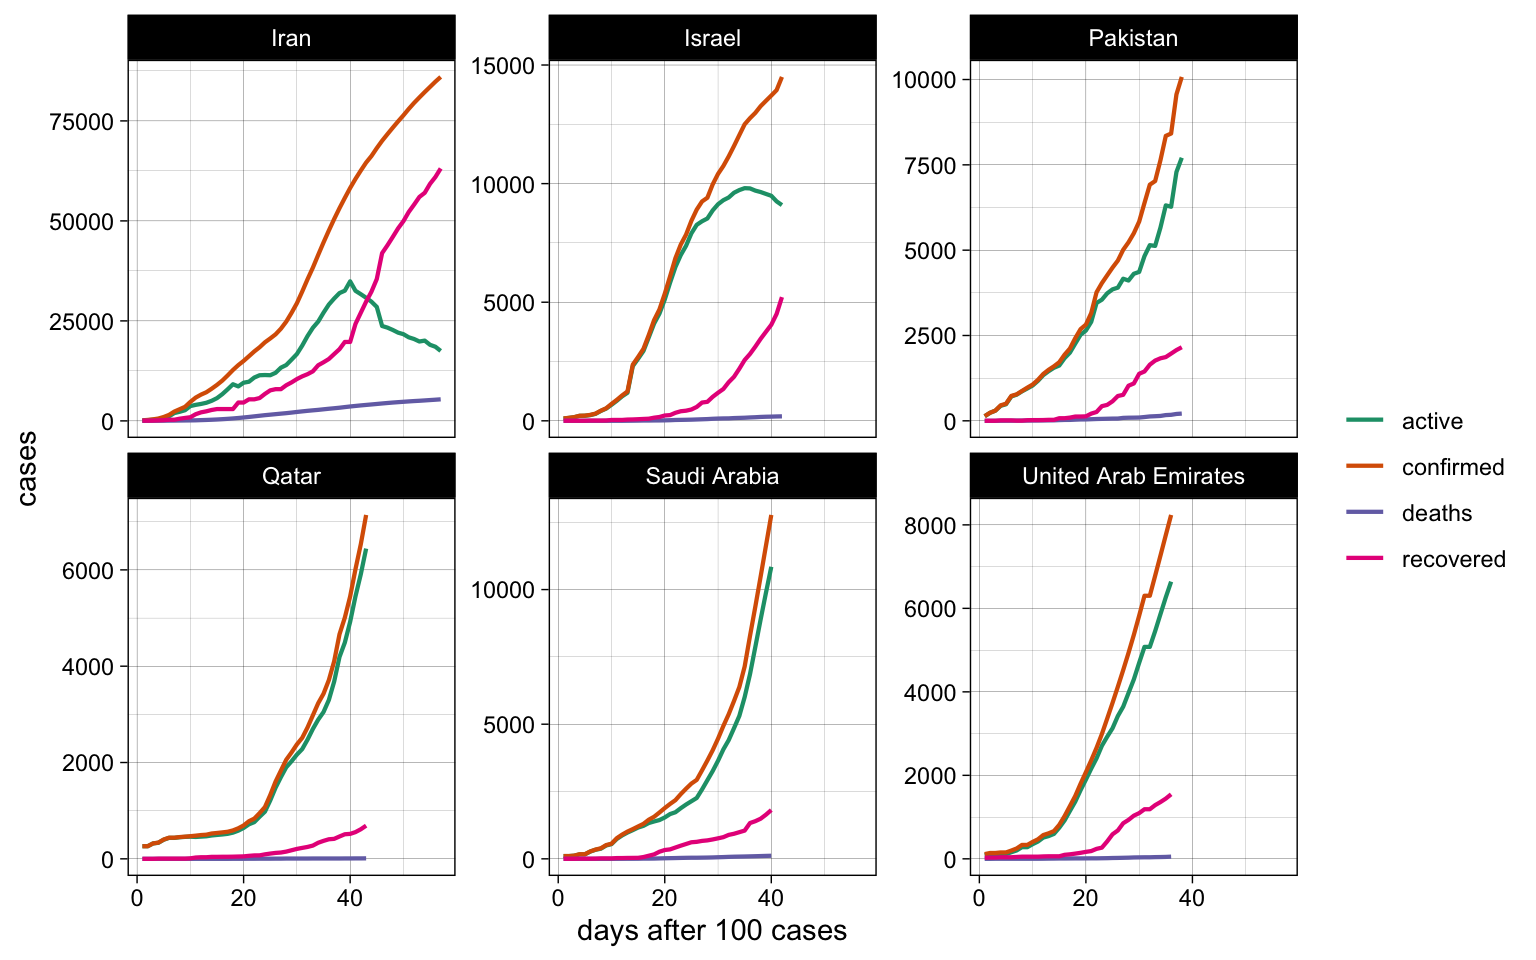 Iran
Israel
Pakistan
75000
50000
25000
0
15000
10000
5000
0
10000
7500
5000
2500
0
cases
Qatar
Saudi Arabia
United Arab Emirates
6000
4000
2000
0
10000
5000
0
8000
6000
4000
2000
0
0 20 40
0 20 40
0 20 40
days after 100 cases
active
confirmed
deaths
recovered